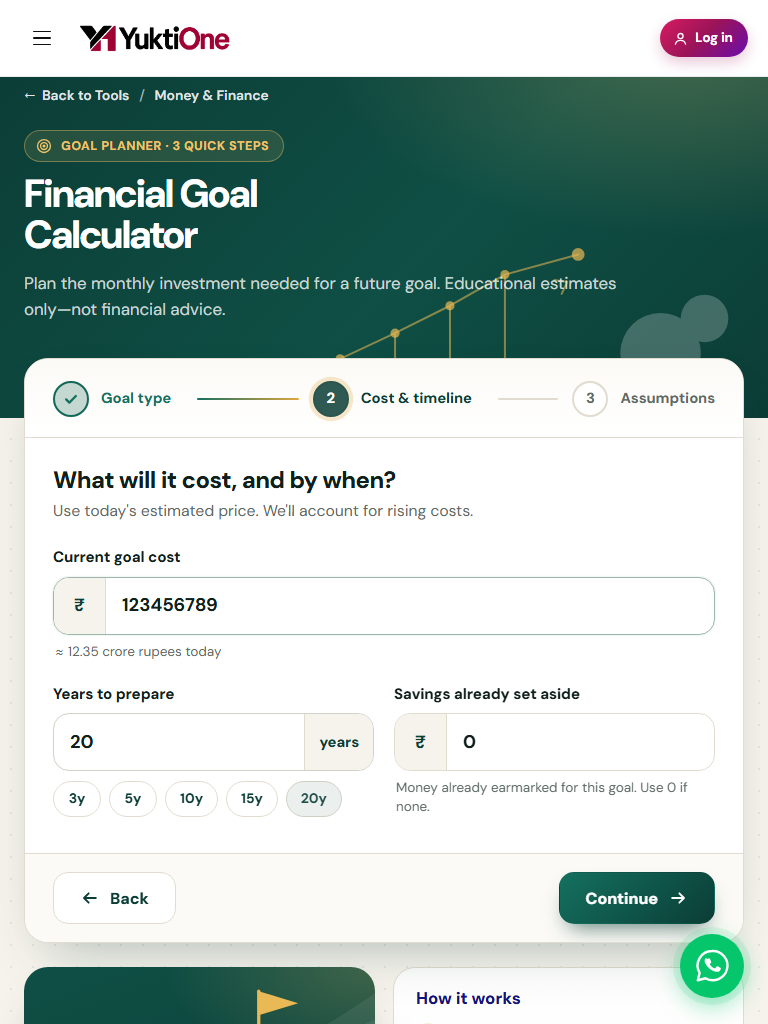 YuktiOne
Log in
← Back to Tools / Money & Finance
GOAL PLANNER · 3 QUICK STEPS
Financial Goal
Calculator
Plan the monthly investment needed for a future goal. Educational estimates
only—not financial advice.
Goal type
2 Cost & timeline
3 Assumptions
What will it cost, and by when?
Use today's estimated price. We'll account for rising costs.
Current goal cost
₹ 123456789
≈ 12.35 crore rupees today
Years to prepare
20 years
3y 5y 10y 15y 20y
Savings already set aside
₹ 0
Money already earmarked for this goal. Use 0 if
none.
← Back
Continue →
How it works